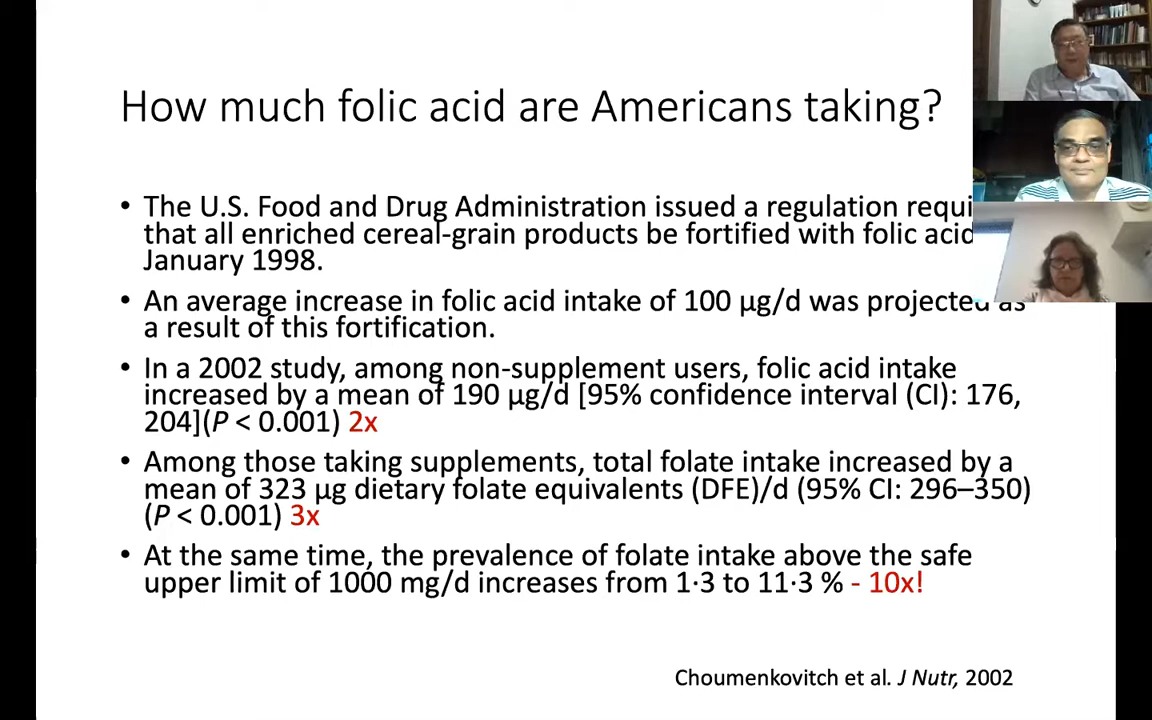 How much folic acid are Americans taking?
• The U.S. Food and Drug Administration issued a regulation
that all enriched cereal-grain products be fortified with folic acid
January 1998.
• An average increase in folic acid intake of 100 µg/d was projected as
a result of this fortification.
• In a 2002 study, among non-supplement users, folic acid intake
increased by a mean of 190 µg/d [95% confidence interval (CI): 176,
204](P < 0.001) 2x
• Among those taking supplements, total folate intake increased by a
mean of 323 µg dietary folate equivalents (DFE)/d (95% CI: 296–350)
(P < 0.001) 3x
• At the same time, the prevalence of folate intake above the safe
upper limit of 1000 mg/d increases from 1·3 to 11·3 % - 10x!
Choumenkovitch et al. J Nutr, 2002